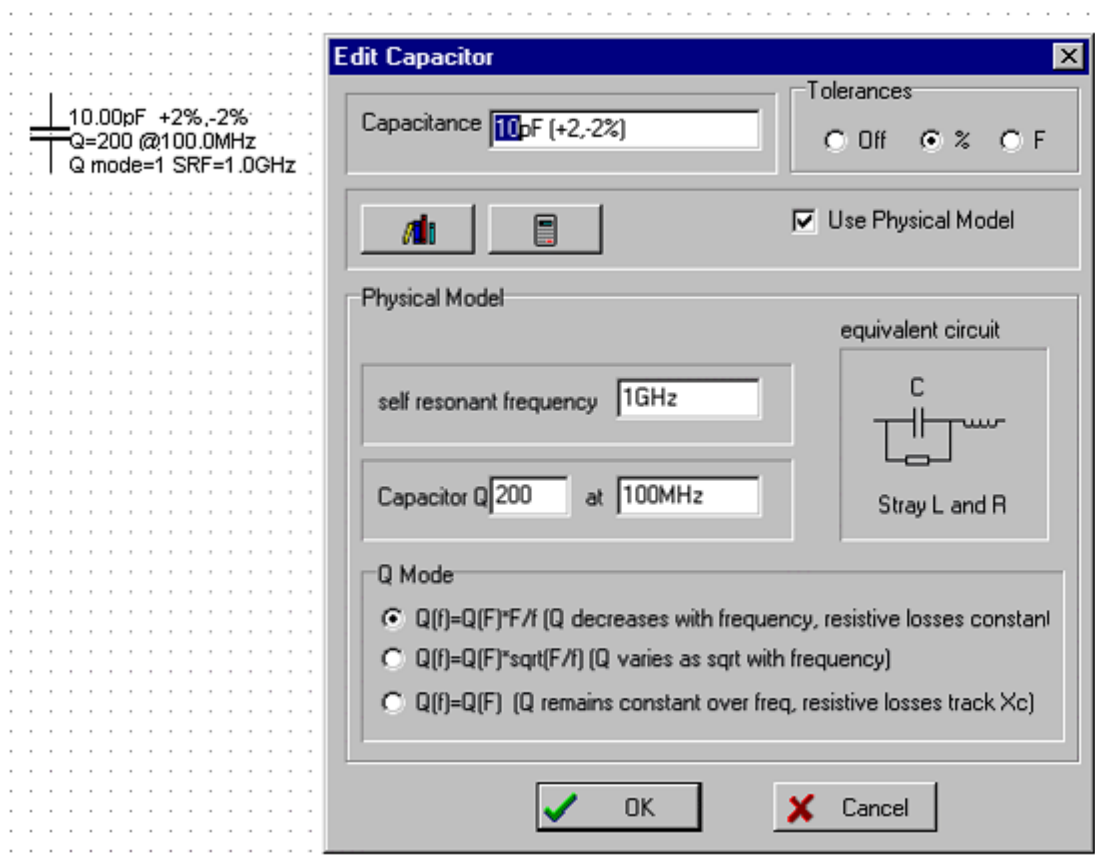 10.00pF +2%,-2%
Q=200 @100.0MHz
Q mode=1 SRF=1.0GHz
Edit Capacitor
Capacitance 10pF (+2,-2%)
Tolerances
Off % F
Use Physical Model
Physical Model
equivalent circuit
self resonant frequency 1GHz
C
Capacitor Q 200 at 100MHz
Stray L and R
Q Mode
Q(f)=Q(F)*F/f (Q decreases with frequency, resistive losses constant
Q(f)=Q(F)*sqrt(F/f) (Q varies as sqrt with frequency)
Q(f)=Q(F) (Q remains constant over freq, resistive losses track Xc)
OK Cancel